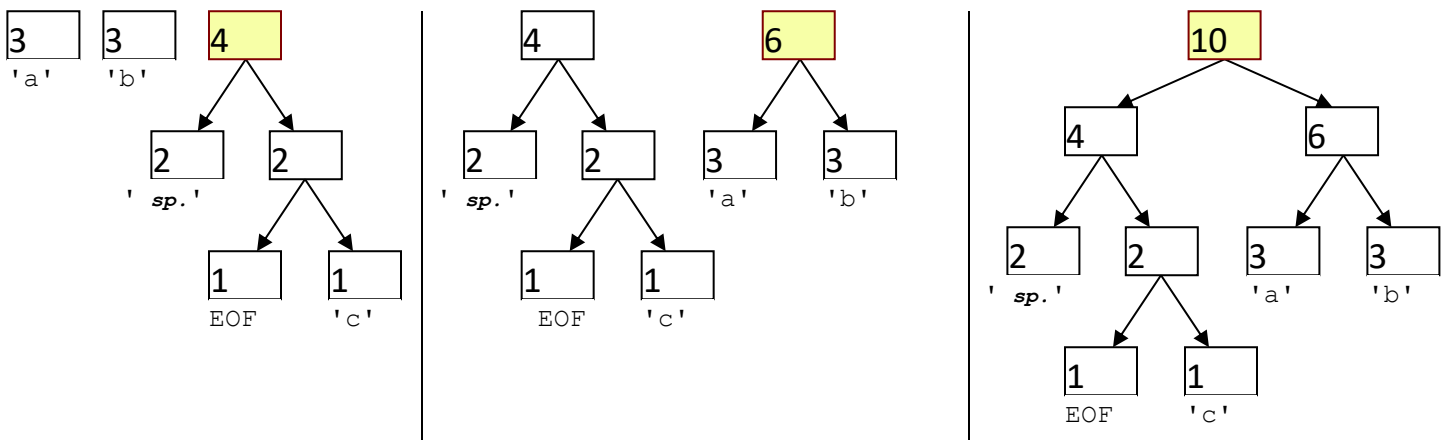 3 3 4
'a' 'b'
2 2
' sp.'
1 1
EOF 'c'
4 6
2 2 3 3
' sp.' 'a' 'b'
1 1
EOF 'c'
10
4 6
2 2 3 3
' sp.' 'a' 'b'
1 1
EOF 'c'